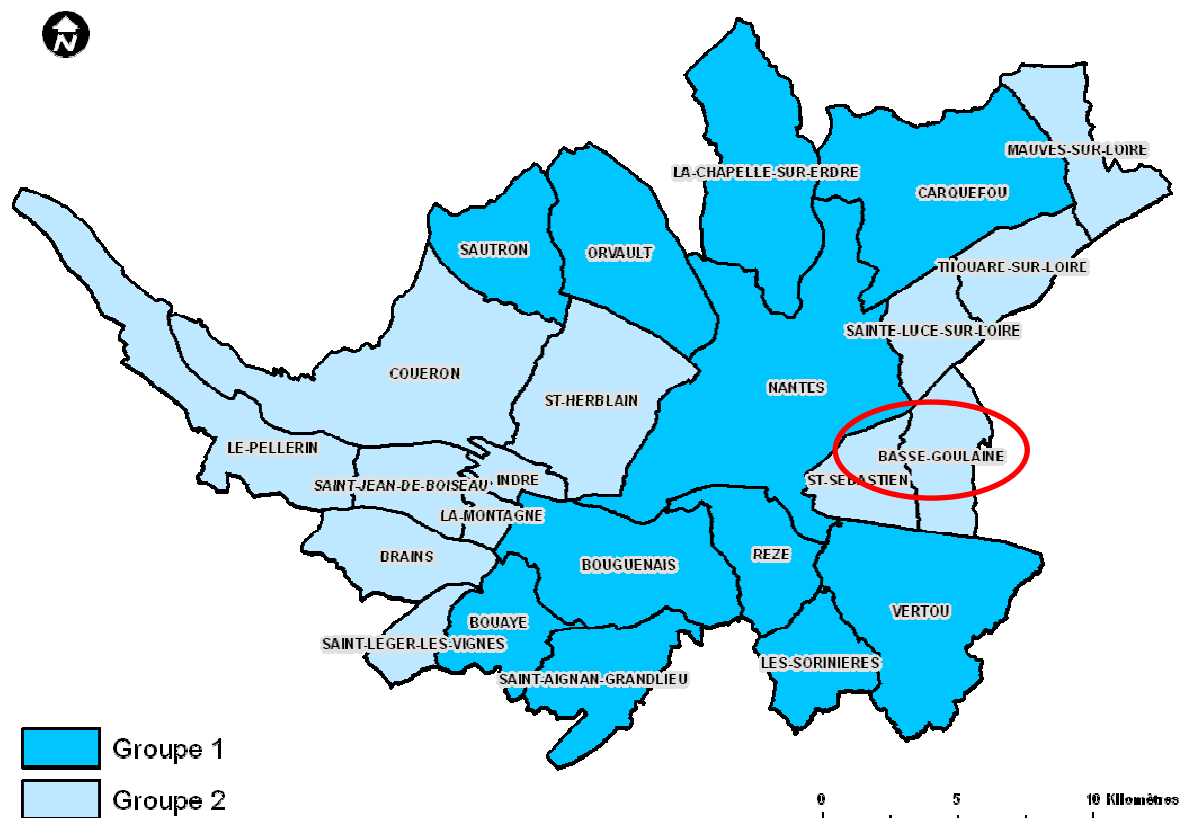 N
MAUVES-SUR-LOIRE
LA-CHAPELLE-SUR-ERDRE
CARQUEFOU
SAUTRON
ORVAULT
THOUARE-SUR-LOIRE
SAINTE-LUCE-SUR-LOIRE
COUERON
NANTES
ST-HERBLAIN
LE-PELLERIN
BASSE-GOULAINE
SAINT-JEAN-DE-BOISEAU
INDRE
ST-SEBASTIEN
LA-MONTAGNE
BRAINS
BOUGUENAIS
REZE
VERTOU
BOUAYE
SAINT-LEGER-LES-VIGNES
LES-SORINIERES
SAINT-AIGNAN-GRANDLIEU
Groupe 1
Groupe 2
0 5 10 Kilomètres